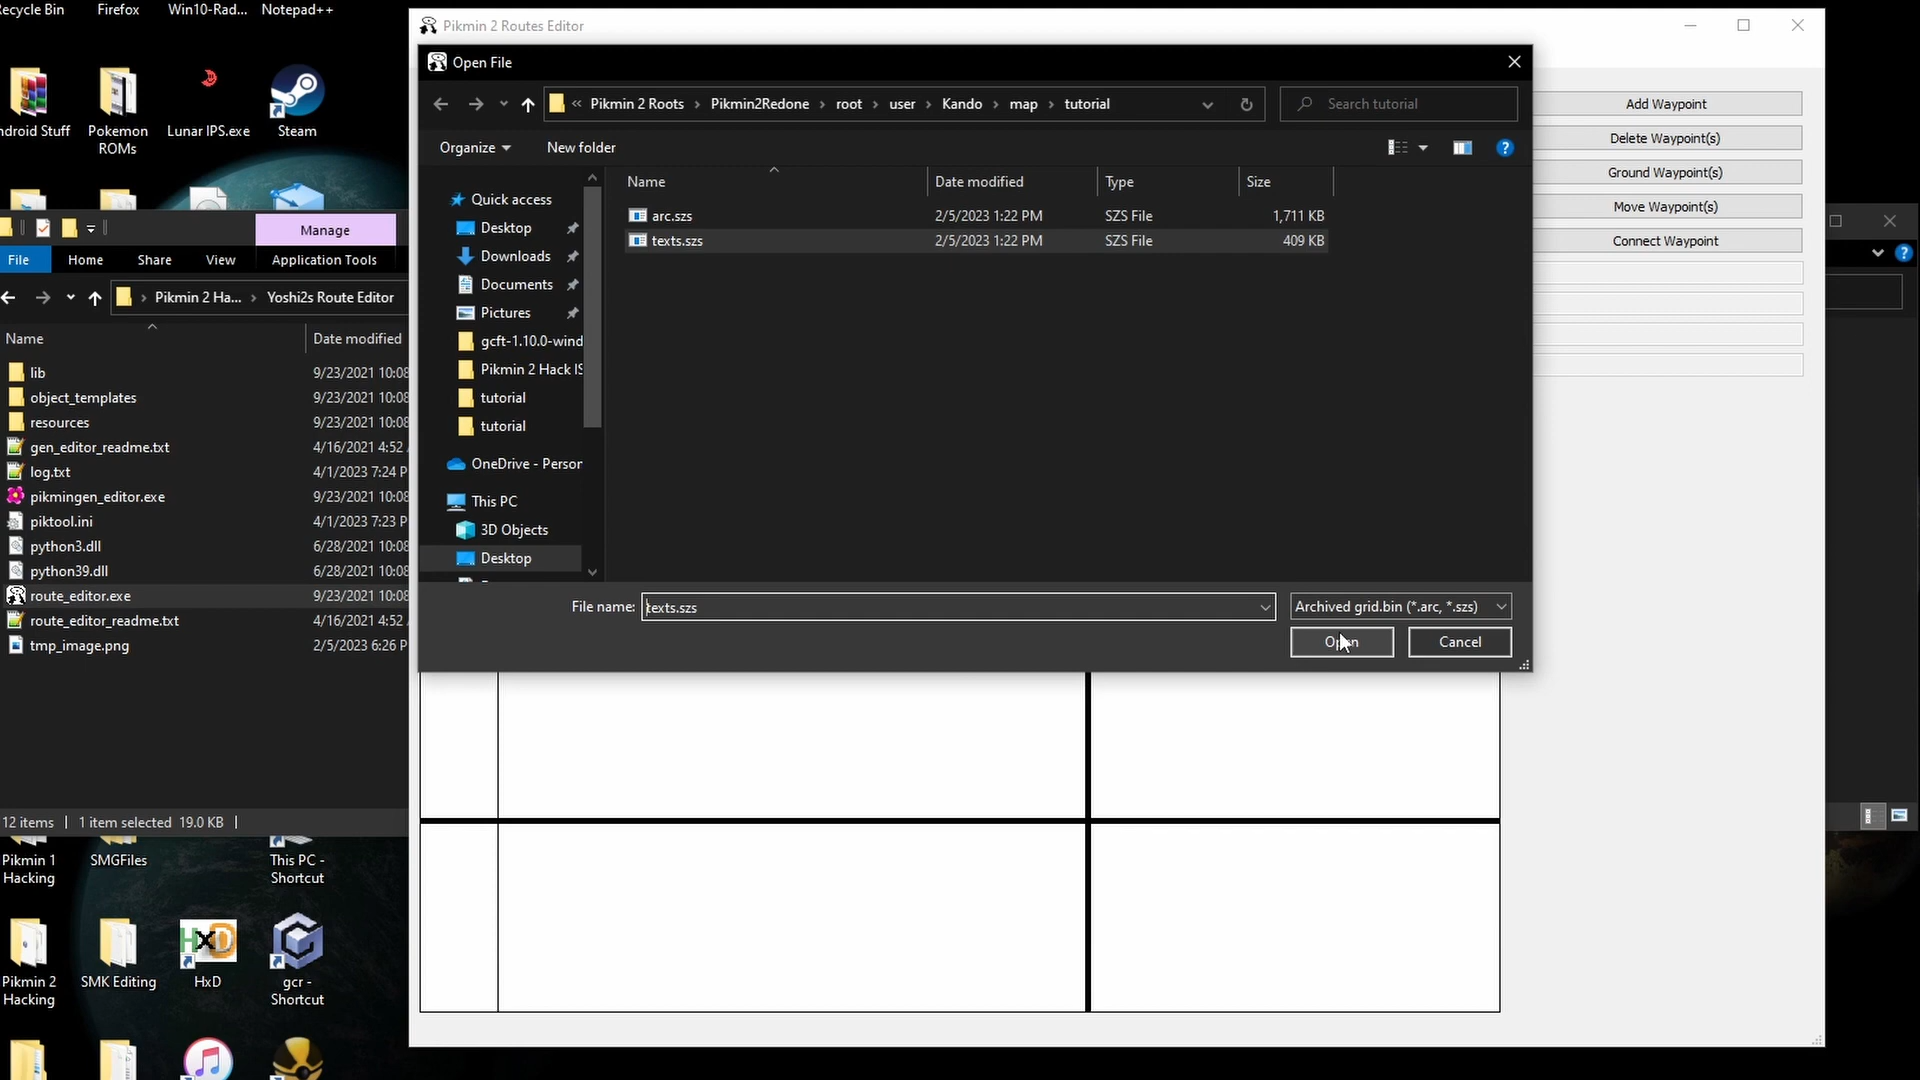 ecycle Bin
Firefox
Win10-Rad...
Notepad++
ndroid Stuff
Pokemon ROMs
Lunar IPS.exe
Steam
Pikmin 2 Routes Editor
Open File
« Pikmin 2 Roots › Pikmin2Redone › root › user › Kando › map › tutorial
Search tutorial
Organize
New folder
Name
Date modified
Type
Size
arc.szs 2/5/2023 1:22 PM SZS File 1,711 KB
texts.szs 2/5/2023 1:22 PM SZS File 409 KB
Quick access
Desktop
Downloads
Documents
Pictures
gcft-1.10.0-wind
Pikmin 2 Hack IS
tutorial
tutorial
OneDrive - Person
This PC
3D Objects
Desktop
File name: texts.szs
Archived grid.bin (*.arc, *.szs)
Open
Cancel
Add Waypoint
Delete Waypoint(s)
Ground Waypoint(s)
Move Waypoint(s)
Connect Waypoint
Manage
File
Home
Share
View
Application Tools
› Pikmin 2 Ha... › Yoshi2s Route Editor
Name
Date modified
lib 9/23/2021 10:08
object_templates 9/23/2021 10:08
resources 9/23/2021 10:08
gen_editor_readme.txt 4/16/2021 4:52
log.txt 4/1/2023 7:24 P
pikmingen_editor.exe 9/23/2021 10:08
piktool.ini 4/1/2023 7:23 P
python3.dll 6/28/2021 10:08
python39.dll 6/28/2021 10:08
route_editor.exe 9/23/2021 10:08
route_editor_readme.txt 4/16/2021 4:52
tmp_image.png 2/5/2023 6:26 P
12 items
1 item selected 19.0 KB
Pikmin 1 Hacking
SMGFiles
This PC - Shortcut
Pikmin 2 Hacking
SMK Editing
HxD
HxD
gcr - Shortcut